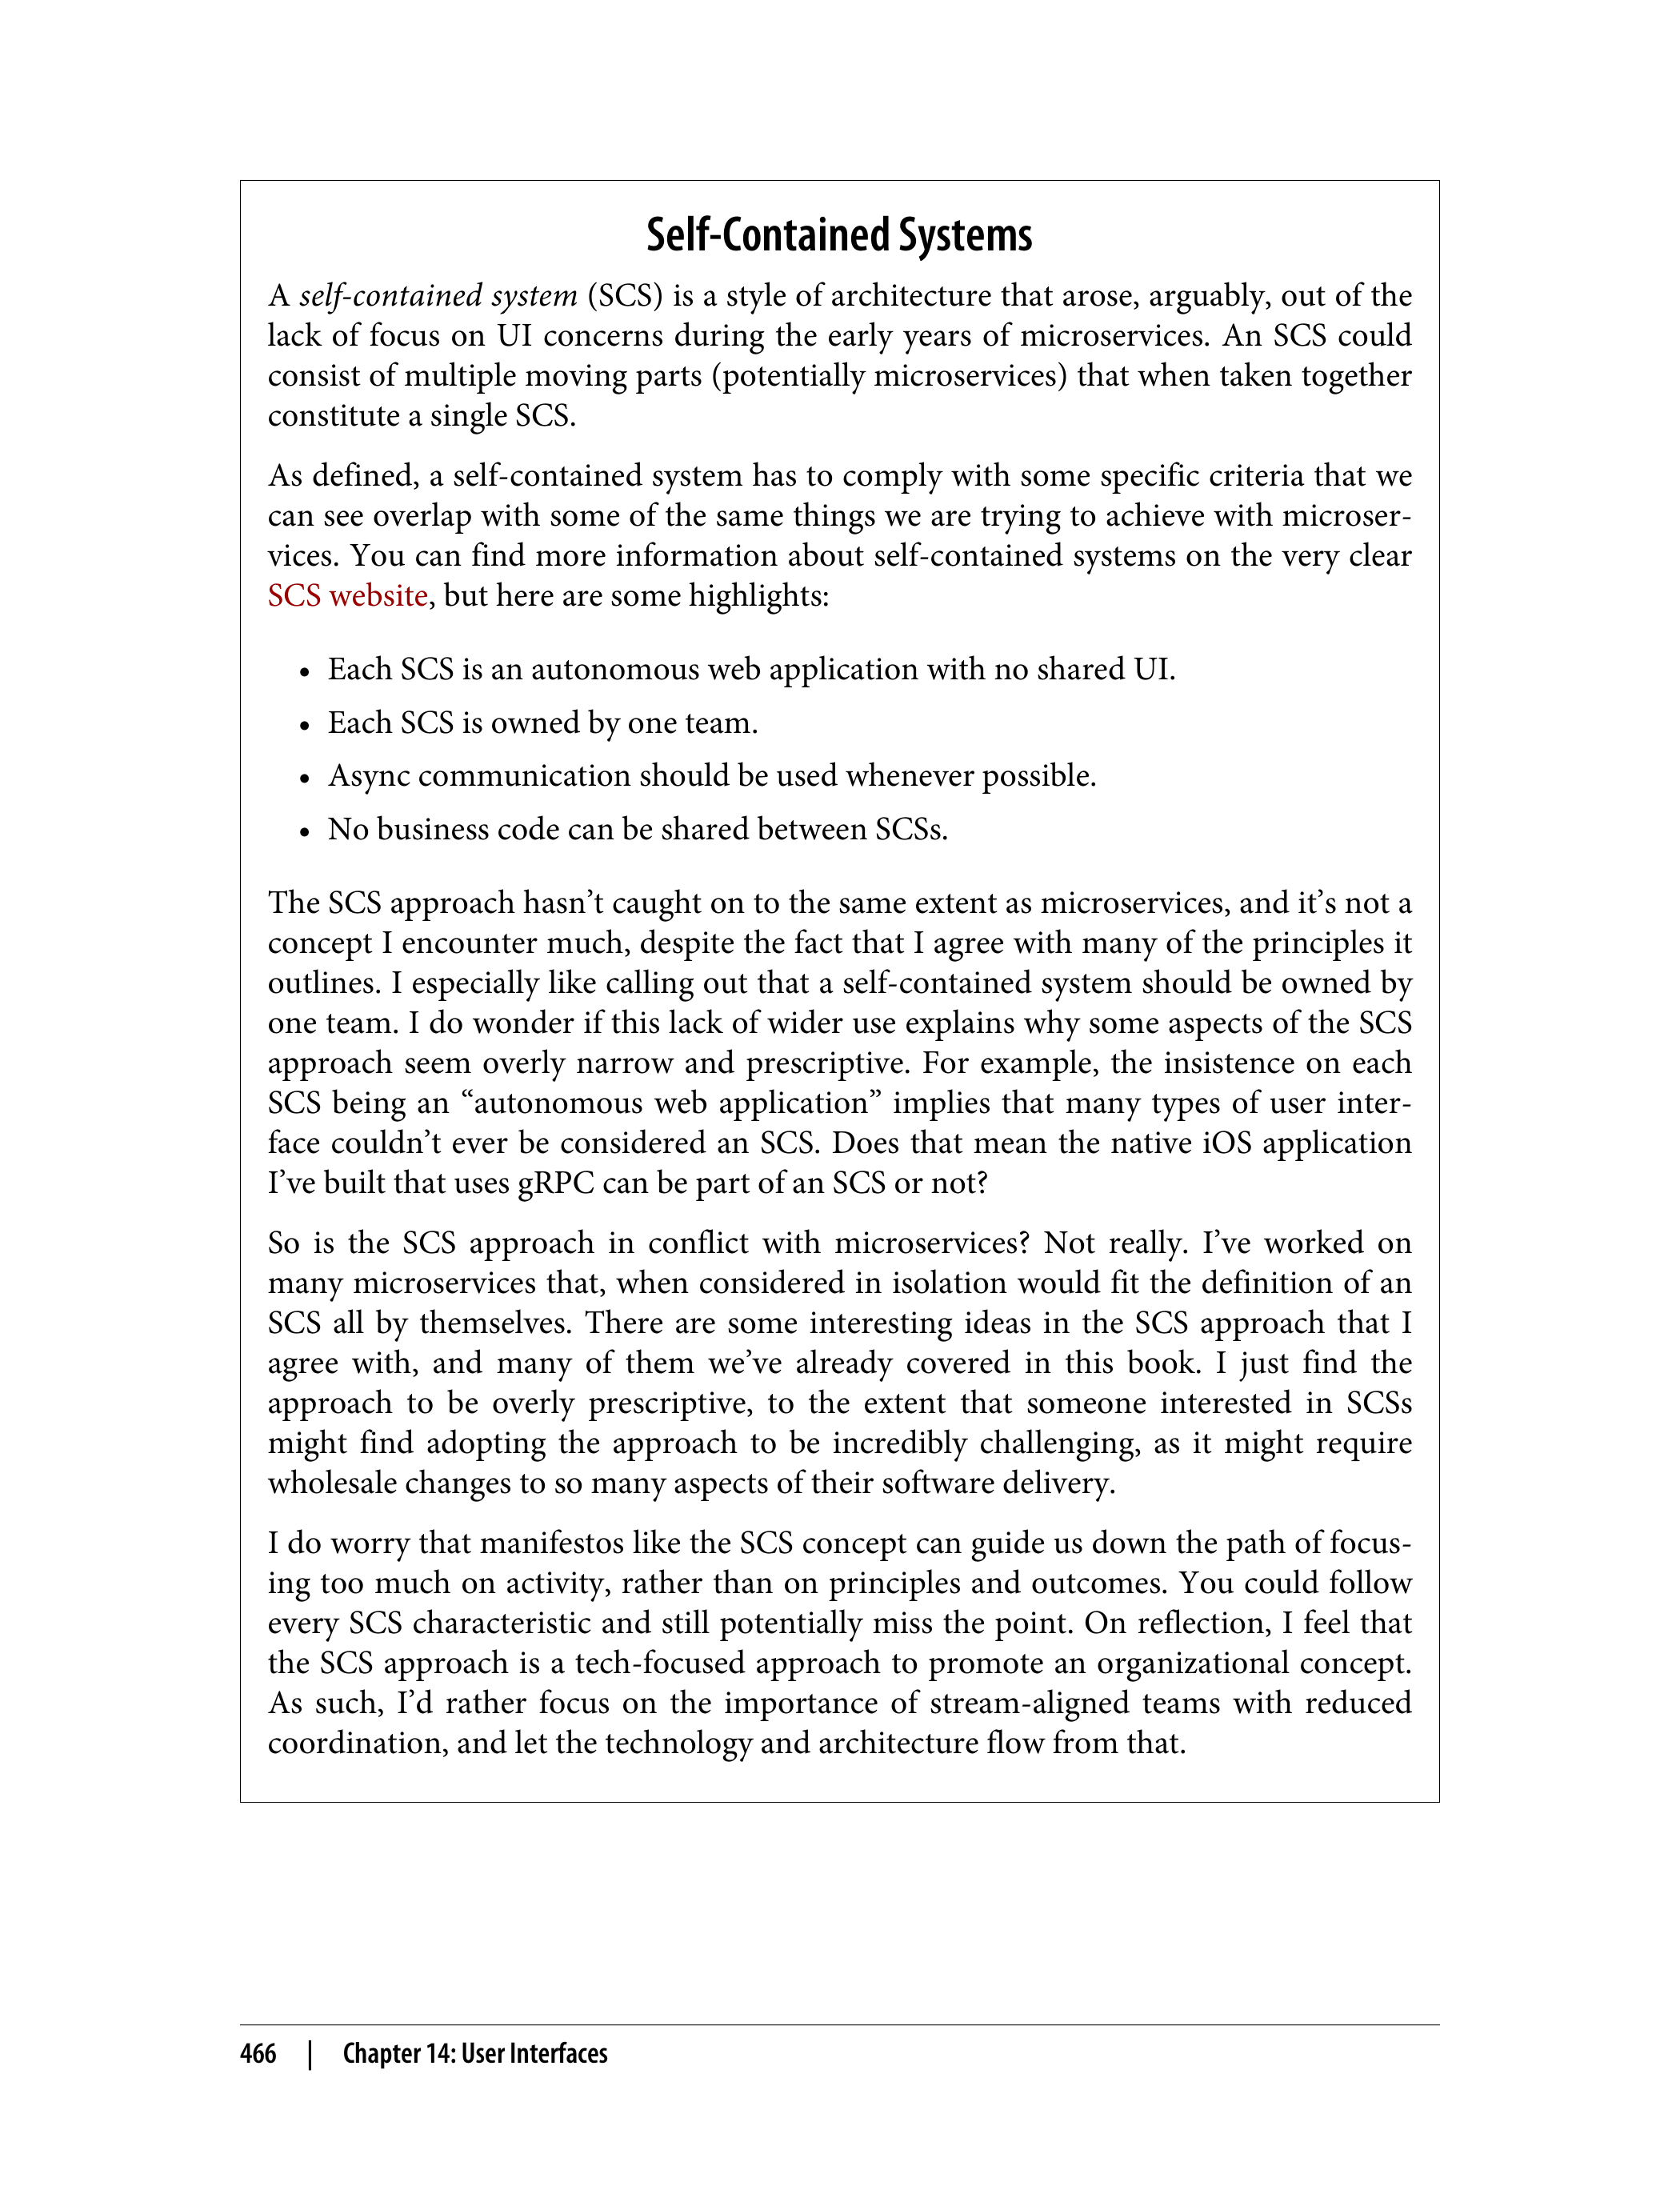 Self-Contained Systems
A self-contained system (SCS) is a style of architecture that arose, arguably, out of the
lack of focus on UI concerns during the early years of microservices. An SCS could
consist of multiple moving parts (potentially microservices) that when taken together
constitute a single SCS.
As defined, a self-contained system has to comply with some specific criteria that we
can see overlap with some of the same things we are trying to achieve with microser-
vices. You can find more information about self-contained systems on the very clear
SCS website, but here are some highlights:
• Each SCS is an autonomous web application with no shared UI.
• Each SCS is owned by one team.
• Async communication should be used whenever possible.
• No business code can be shared between SCSs.
The SCS approach hasn’t caught on to the same extent as microservices, and it’s not a
concept I encounter much, despite the fact that I agree with many of the principles it
outlines. I especially like calling out that a self-contained system should be owned by
one team. I do wonder if this lack of wider use explains why some aspects of the SCS
approach seem overly narrow and prescriptive. For example, the insistence on each
SCS being an “autonomous web application” implies that many types of user inter-
face couldn’t ever be considered an SCS. Does that mean the native iOS application
I’ve built that uses gRPC can be part of an SCS or not?
So is the SCS approach in conflict with microservices? Not really. I’ve worked on
many microservices that, when considered in isolation would fit the definition of an
SCS all by themselves. There are some interesting ideas in the SCS approach that I
agree with, and many of them we’ve already covered in this book. I just find the
approach to be overly prescriptive, to the extent that someone interested in SCSs
might find adopting the approach to be incredibly challenging, as it might require
wholesale changes to so many aspects of their software delivery.
I do worry that manifestos like the SCS concept can guide us down the path of focus-
ing too much on activity, rather than on principles and outcomes. You could follow
every SCS characteristic and still potentially miss the point. On reflection, I feel that
the SCS approach is a tech-focused approach to promote an organizational concept.
As such, I’d rather focus on the importance of stream-aligned teams with reduced
coordination, and let the technology and architecture flow from that.
466 | Chapter 14: User Interfaces